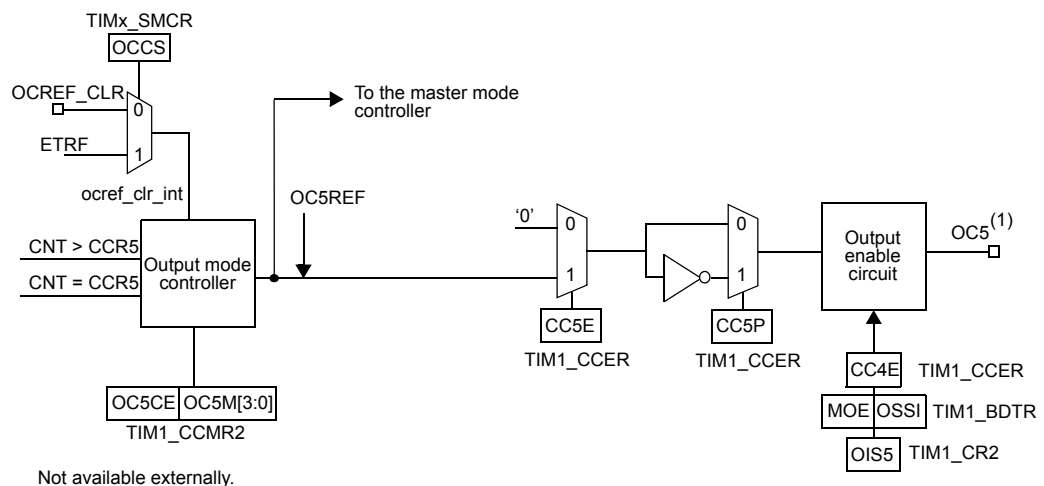 TIMx_SMCR
OCCS
OCREF_CLR
0
ETRF
1
ocref_clr_int
To the master mode
controller
OC5REF
CNT > CCR5
CNT = CCR5
Output mode
controller
'0'
0
1
CC5E
TIM1_CCER
0
1
CC5P
TIM1_CCER
Output
enable
circuit
OC5(1)
CC4E
TIM1_CCER
MOE OSSI
TIM1_BDTR
OIS5
TIM1_CR2
OC5CE OC5M[3:0]
TIM1_CCMR2
Not available externally.